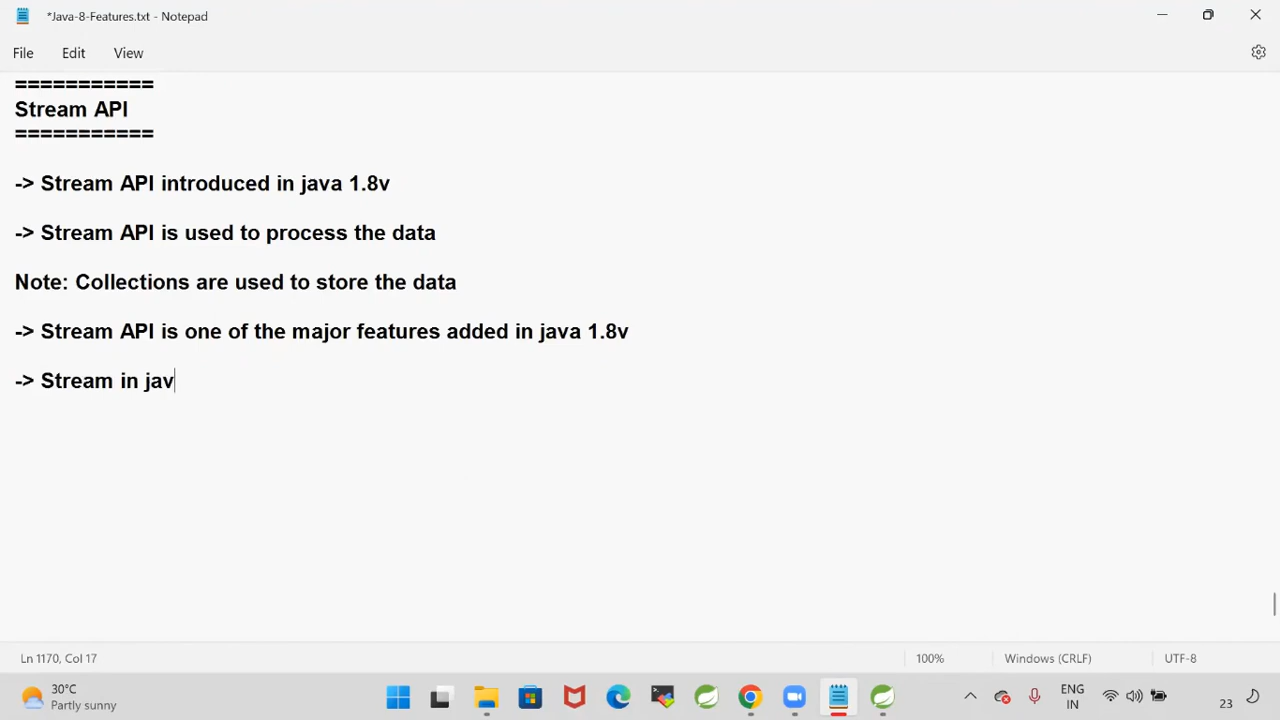 *Java-8-Features.txt - Notepad
File Edit View
===========
Stream API
===========
-> Stream API introduced in java 1.8v
-> Stream API is used to process the data
Note: Collections are used to store the data
-> Stream API is one of the major features added in java 1.8v
-> Stream in jav
Ln 1170, Col 17 100% Windows (CRLF) UTF-8
30°C
Partly sunny
ENG
IN
23